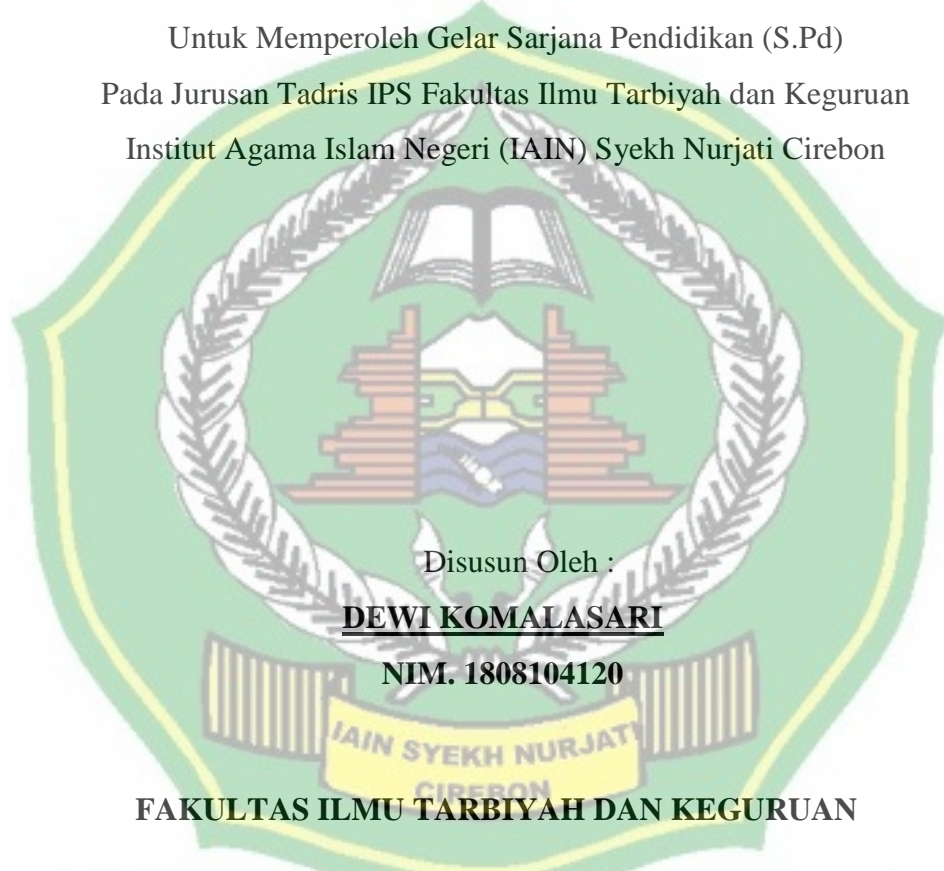 Untuk Memperoleh Gelar Sarjana Pendidikan (S.Pd)
Pada Jurusan Tadris IPS Fakultas Ilmu Tarbiyah dan Keguruan
Institut Agama Islam Negeri (IAIN) Syekh Nurjati Cirebon
Disusun Oleh :
DEWI KOMALASARI
NIM. 1808104120
IAIN SYEKH NURJATI
CIREBON
FAKULTAS ILMU TARBIYAH DAN KEGURUAN